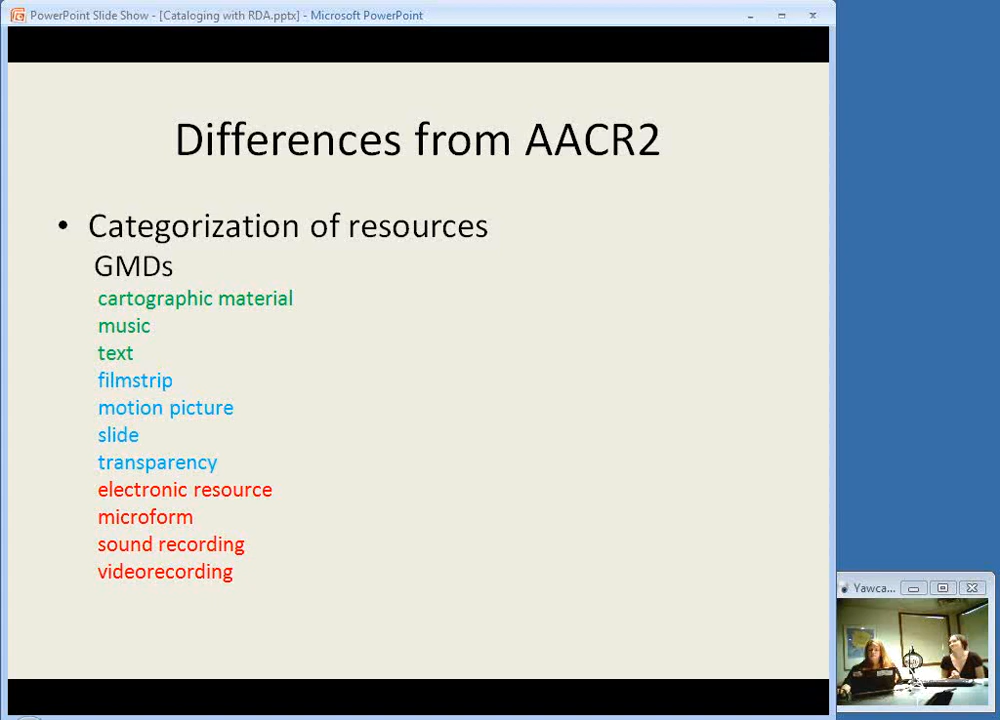 PowerPoint Slide Show - [Cataloging with RDA.pptx] - Microsoft PowerPoint
Differences from AACR2
• Categorization of resources
GMDs
cartographic material
music
text
filmstrip
motion picture
slide
transparency
electronic resource
microform
sound recording
videorecording
Yawca...